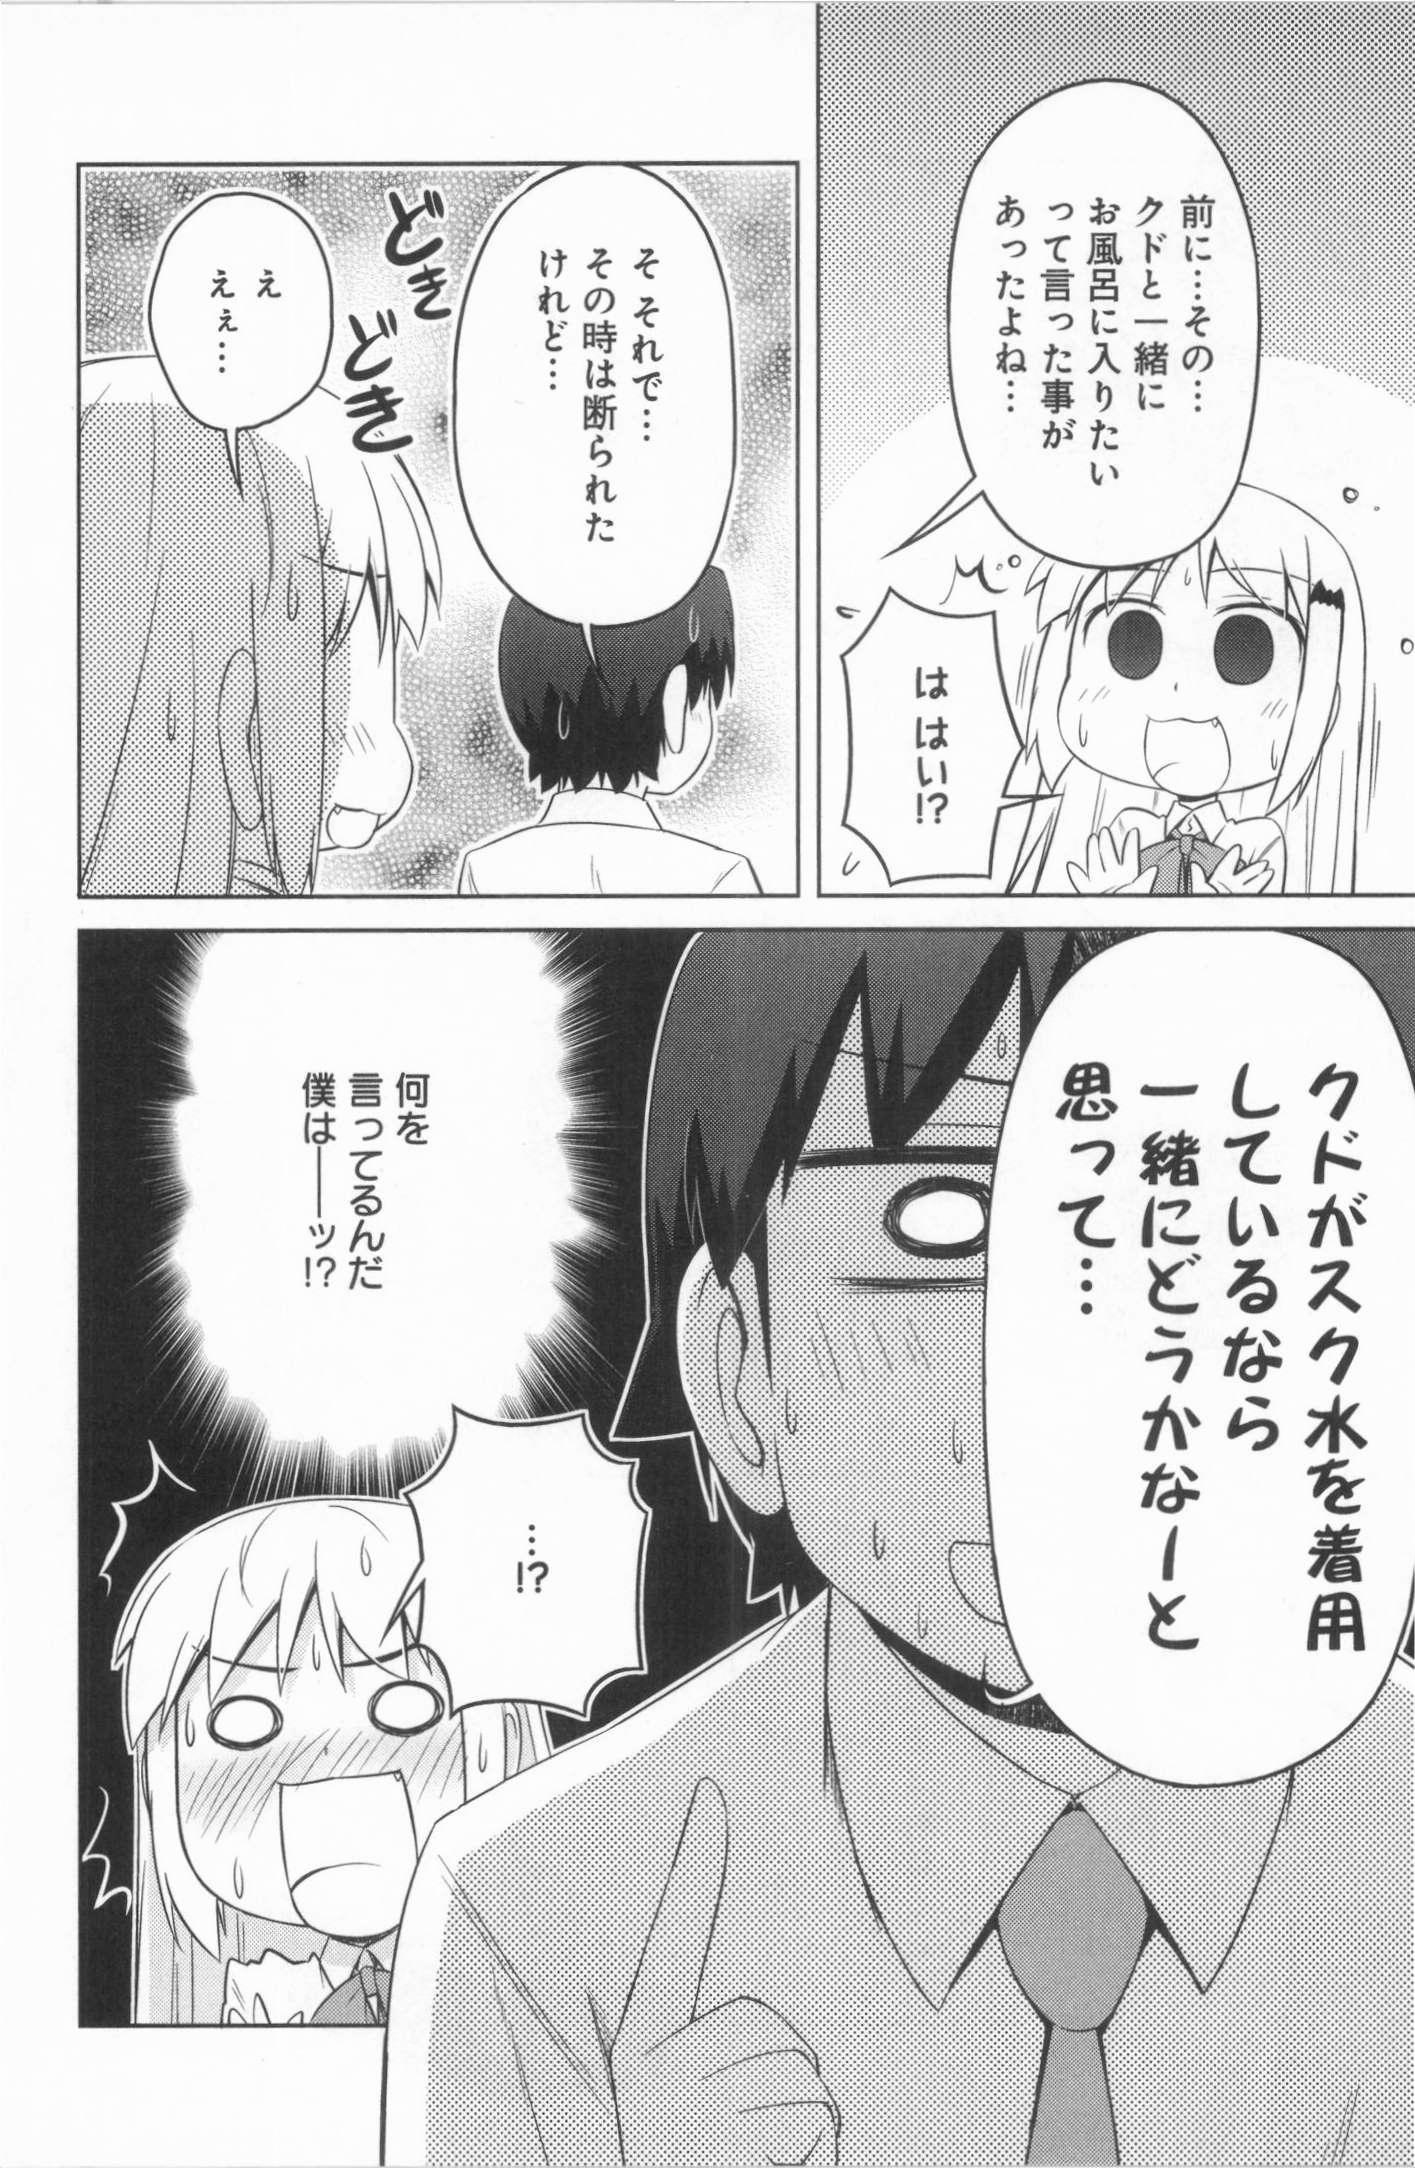 前に…その…
クドと一緒に
お風呂に入りたい
って言った事が
あったよね…
は はい!?
そ それで…
その時は断られた
けれど…
どき
どき
え
えぇ…
クドがスク水を着用
しているなら
一緒にどうかなーと
思って…
何を
言ってるんだ
僕は――ッ!?
…!?